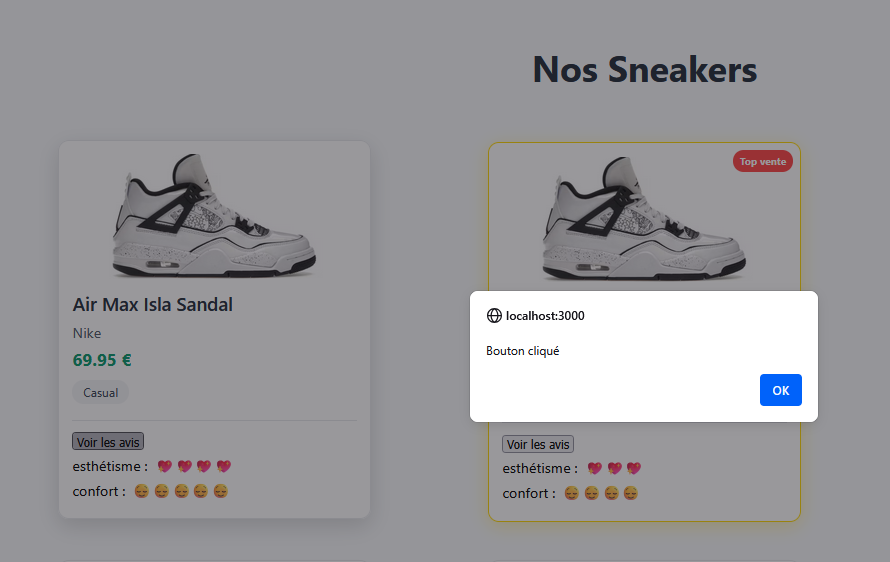 Nos Sneakers
Air Max Isla Sandal
Nike
69.95 €
Casual
Voir les avis
esthétisme : 💖 💖 💖 💖
confort : 😌 😌 😌 😌 😌
Top vente
localhost:3000
Bouton cliqué
OK
Voir les avis
esthétisme : 💖 💖 💖
confort : 😌 😌 😌 😌